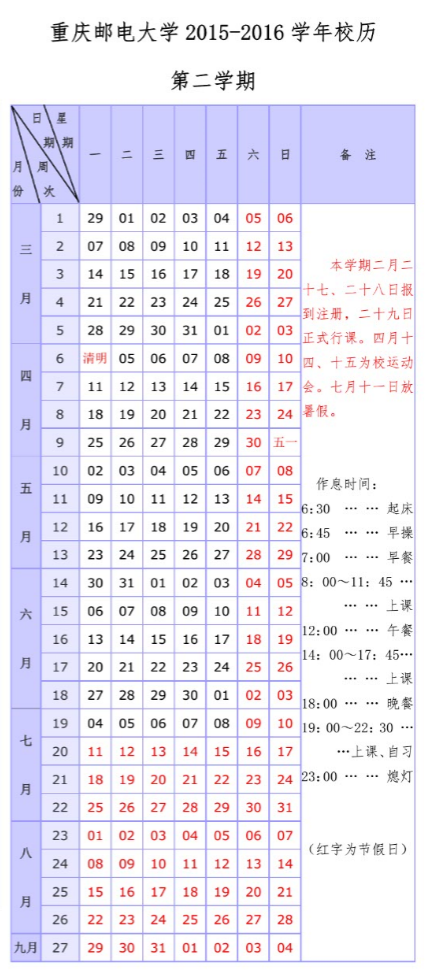 重庆邮电大学 2015-2016 学年校历
第二学期
日 星
期 期
月 周
份 次
一 二 三 四 五 六 日 备 注
三月
1 29 01 02 03 04 05 06
2 07 08 09 10 11 12 13
3 14 15 16 17 18 19 20
4 21 22 23 24 25 26 27
5 28 29 30 31 01 02 03
四月
6 清明 05 06 07 08 09 10
7 11 12 13 14 15 16 17
8 18 19 20 21 22 23 24
9 25 26 27 28 29 30 五一
五月
10 02 03 04 05 06 07 08
11 09 10 11 12 13 14 15
12 16 17 18 19 20 21 22
13 23 24 25 26 27 28 29
六月
14 30 31 01 02 03 04 05
15 06 07 08 09 10 11 12
16 13 14 15 16 17 18 19
17 20 21 22 23 24 25 26
18 27 28 29 30 01 02 03
七月
19 04 05 06 07 08 09 10
20 11 12 13 14 15 16 17
21 18 19 20 21 22 23 24
22 25 26 27 28 29 30 31
八月
23 01 02 03 04 05 06 07
24 08 09 10 11 12 13 14
25 15 16 17 18 19 20 21
26 22 23 24 25 26 27 28
九月 27 29 30 31 01 02 03 04
本学期二月二
十七、二十八日报
到注册，二十九日
正式行课。四月十
四、十五为校运动
会。七月十一日放
暑假。
作息时间：
6:30 … … 起床
6:45 … … 早操
7:00 … … 早餐
8：00～11：45 …
… … 上课
12:00 … … 午餐
14：00～17：45…
… … 上课
18:00 … … 晚餐
19：00～22：30 …
…上课、自习
23:00 … … 熄灯
（红字为节假日）